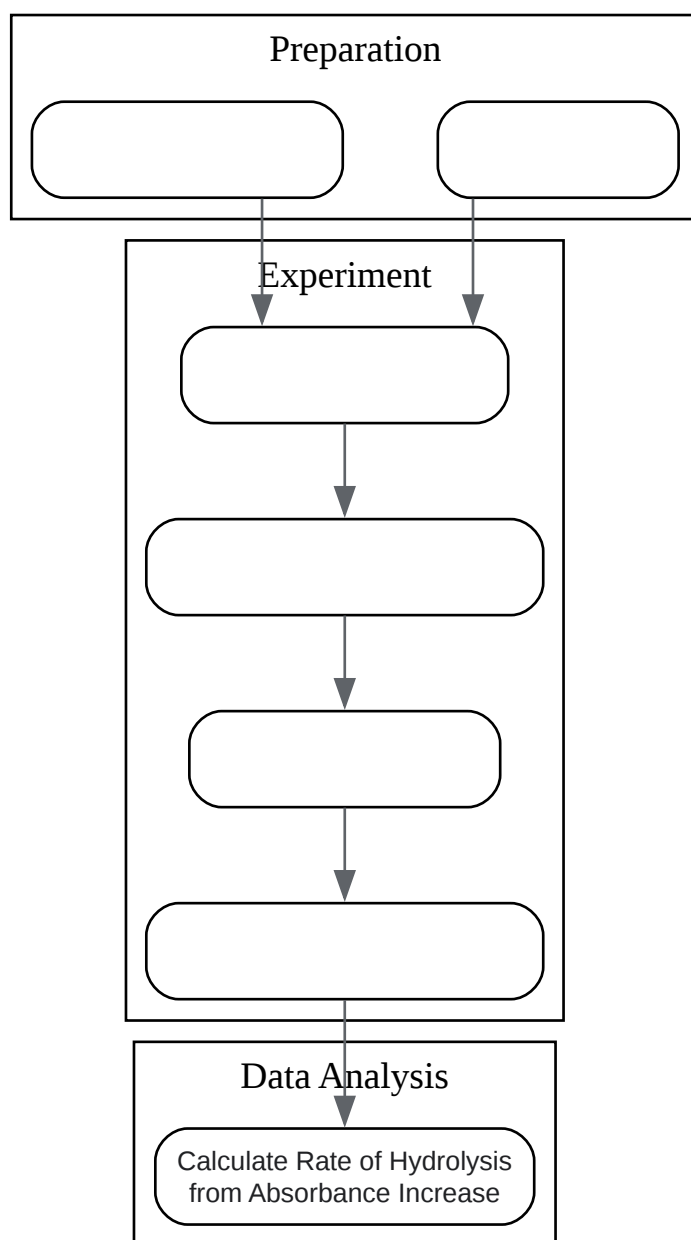 Preparation
Experiment
Data Analysis
Calculate Rate of Hydrolysis
from Absorbance Increase